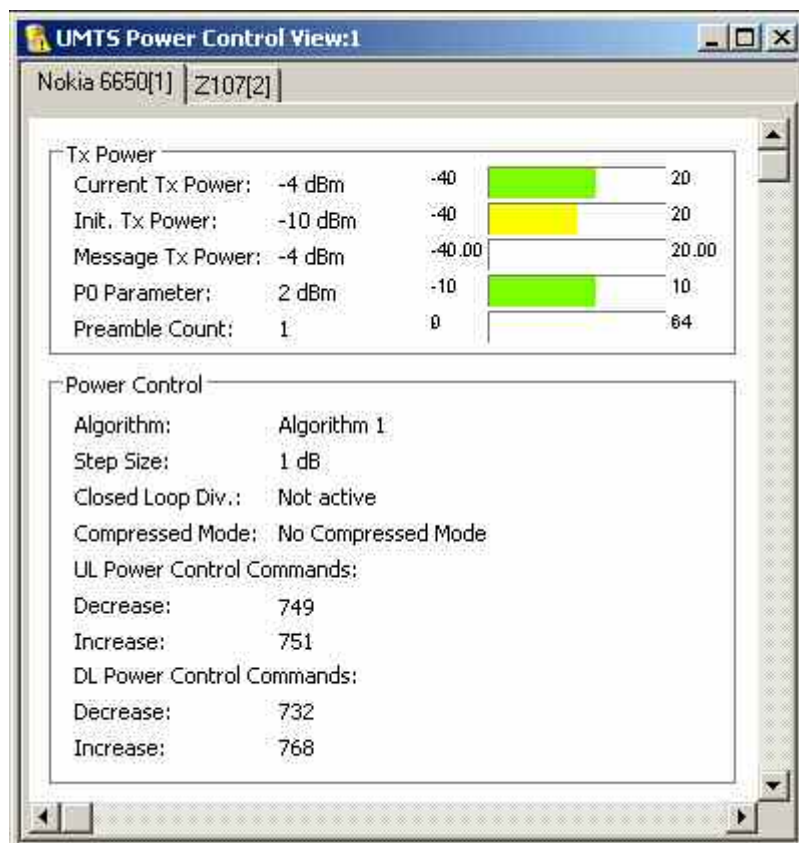 UMTS Power Control View:1
Nokia 6650[1] Z107[2]
Tx Power
Current Tx Power: -4 dBm -40 20
Init. Tx Power: -10 dBm -40 20
Message Tx Power: -4 dBm -40.00 20.00
P0 Parameter: 2 dBm -10 10
Preamble Count: 1 0 64
Power Control
Algorithm: Algorithm 1
Step Size: 1 dB
Closed Loop Div.: Not active
Compressed Mode: No Compressed Mode
UL Power Control Commands:
Decrease: 749
Increase: 751
DL Power Control Commands:
Decrease: 732
Increase: 768